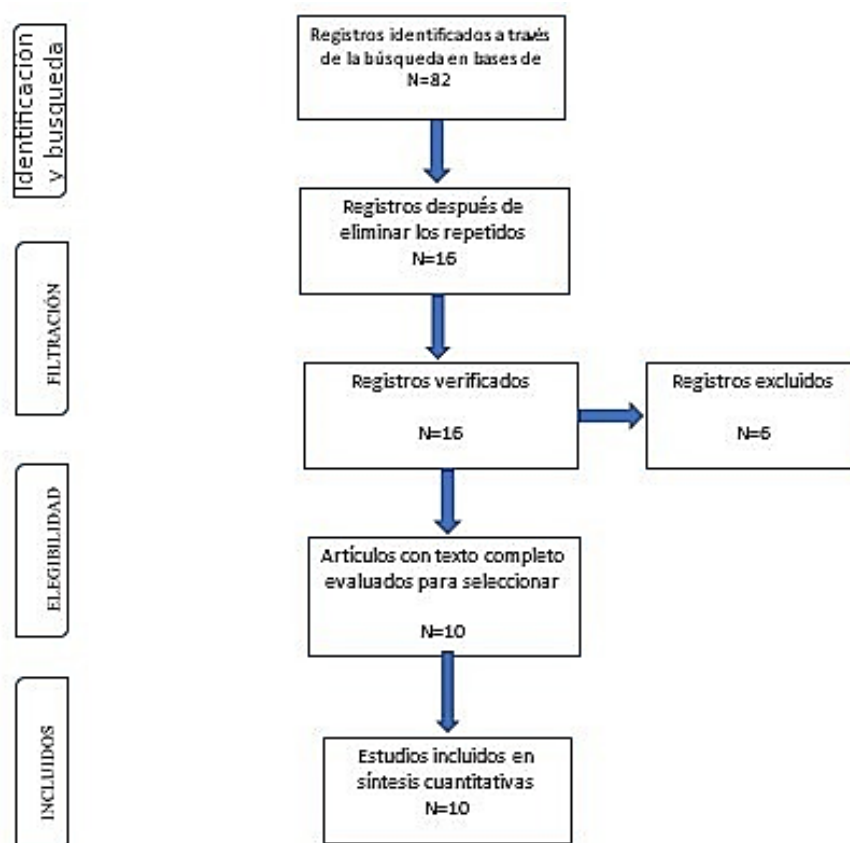 Identificación
y busqueda
Registros identificados a través
de la búsqueda en bases de
N=82
Registros después de
eliminar los repetidos
N=16
FILTRACIÓN
Registros verificados
N=16
Registros excluidos
N=6
ELEGIBILIDAD
Artículos con texto completo
evaluados para seleccionar
N=10
INCLUIDOS
Estudios incluidos en
síntesis cuantitativas
N=10